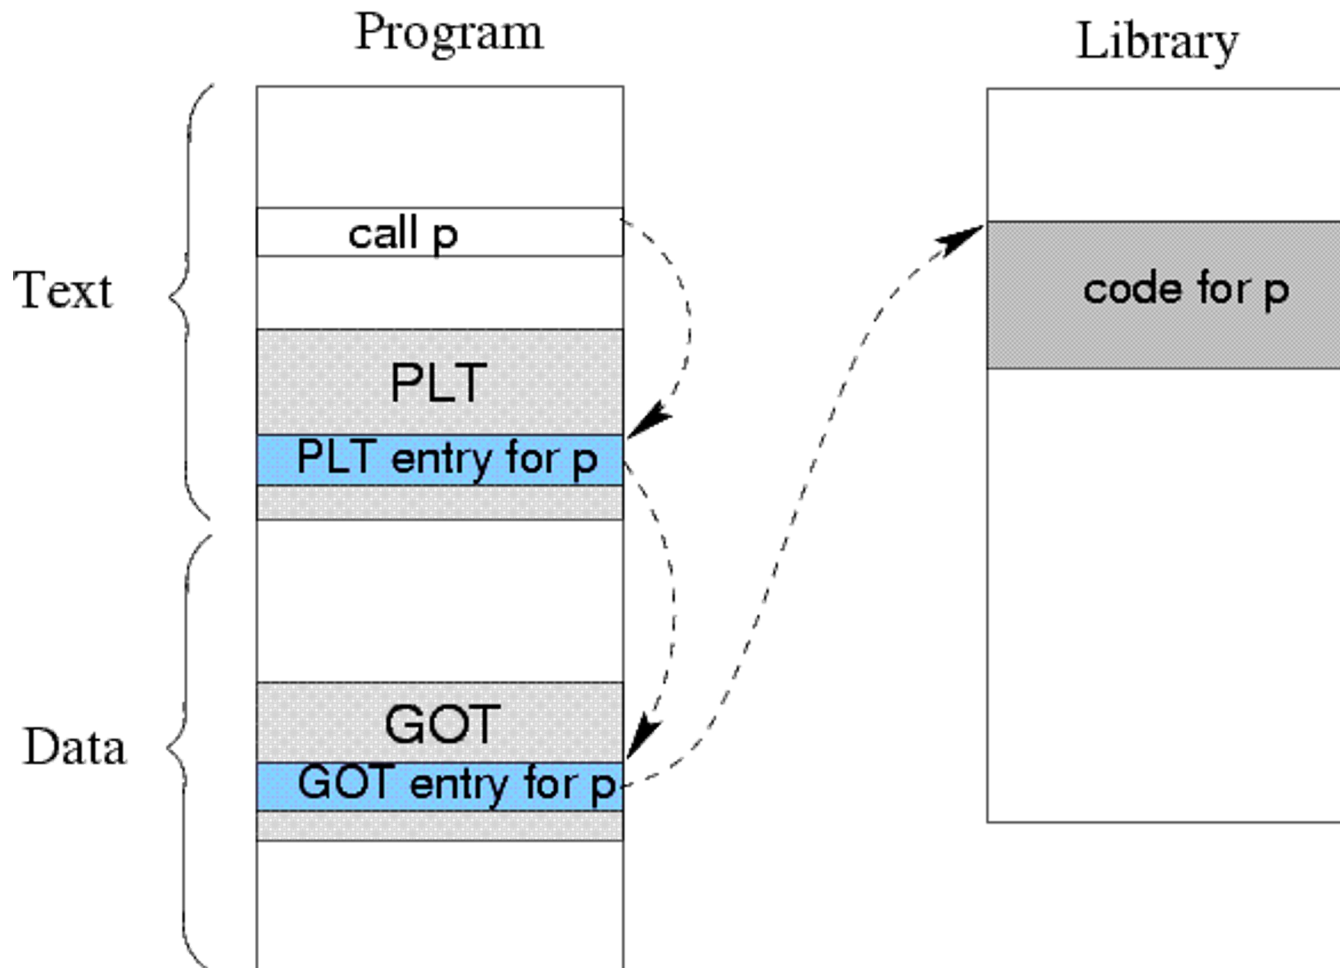 Program
Library
call p
Text
code for p
PLT
PLT entry for p
GOT
Data
GOT entry for p